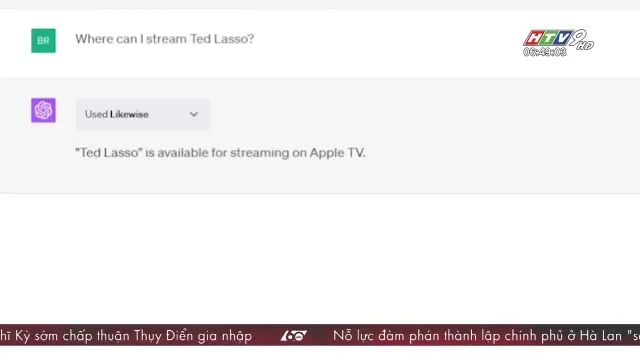 BR
Where can I stream Ted Lasso?
HTV9 HD
06:49:03
Used Likewise
"Ted Lasso" is available for streaming on Apple TV.
hĩ Kỳ sớm chấp thuận Thụy Điển gia nhập
60
Nỗ lực đàm phán thành lập chính phủ ở Hà Lan "s